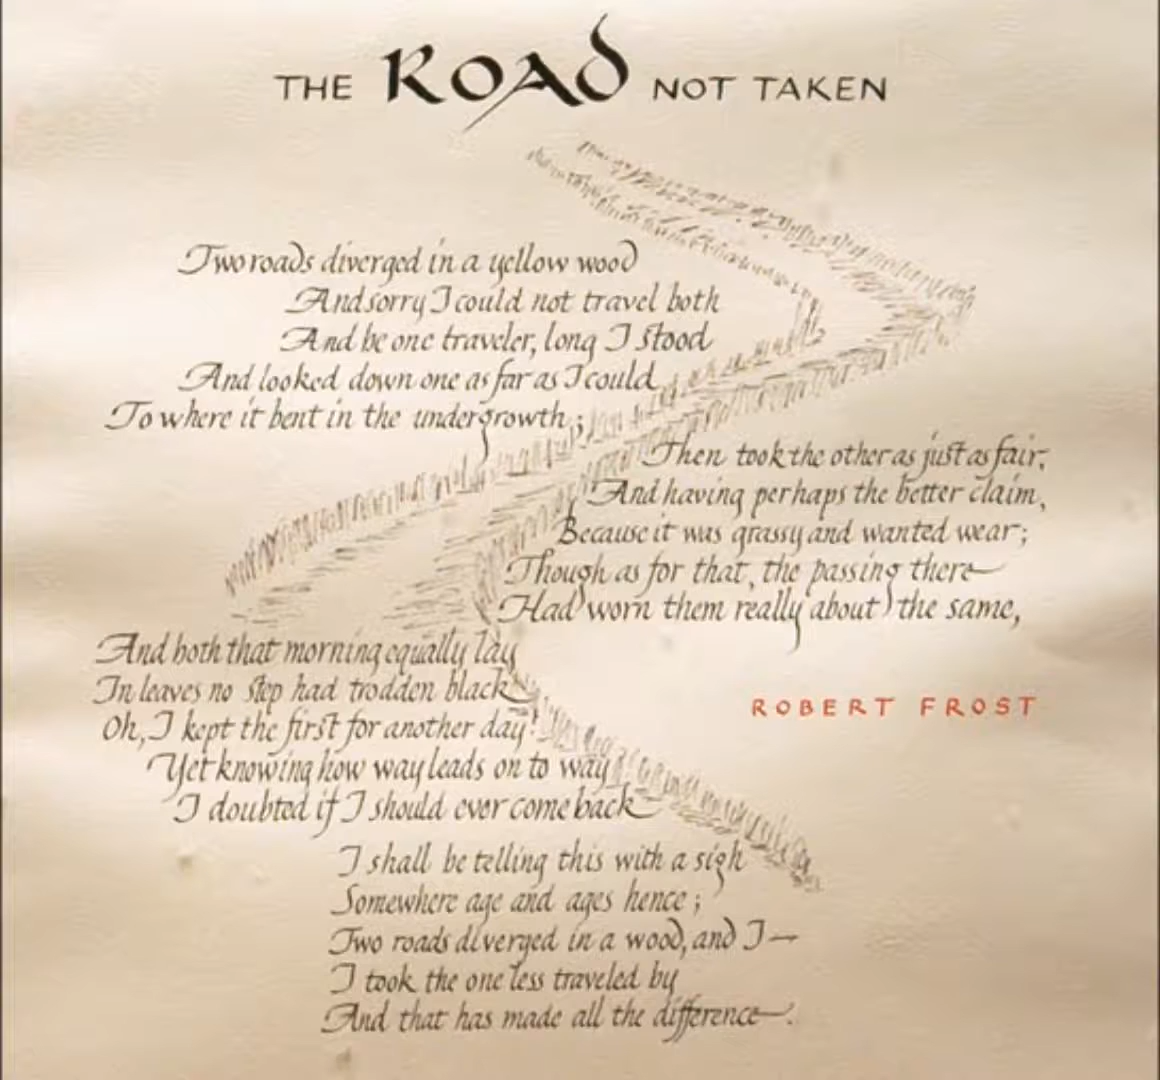 THE ROAD NOT TAKEN
Two roads diverged in a yellow wood
And sorry I could not travel both
And be one traveler, long I stood
And looked down one as far as I could
To where it bent in the undergrowth;
Then took the other as just as fair,
And having perhaps the better claim,
Because it was grassy and wanted wear;
Though as for that, the passing there
Had worn them really about the same,
And both that morning equally lay
In leaves no step had trodden black
Oh, I kept the first for another day!
Yet knowing how way leads on to way
I doubted if I should ever come back
ROBERT FROST
I shall be telling this with a sigh
Somewhere age and ages hence;
Two roads diverged in a wood, and I—
I took the one less traveled by
And that has made all the difference.